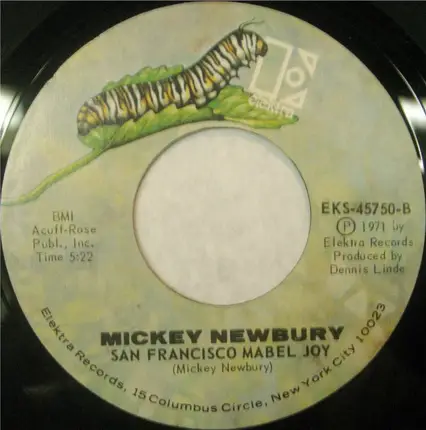 elektra
BMI
Acuff-Rose
Publ., Inc.
Time 5:22
EKS-45750-B
Ⓟ 1971 by
Elektra Records
Produced by
Dennis Linde
MICKEY NEWBURY
SAN FRANCISCO MABEL JOY
(Mickey Newbury)
Elektra Records, 15 Columbus Circle, New York City 10023